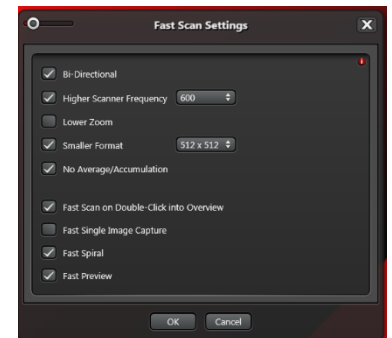 Fast Scan Settings
Bi-Directional
Higher Scanner Frequency 600
Lower Zoom
Smaller Format 512 x 512
No Average/Accumulation
Fast Scan on Double-Click into Overview
Fast Single Image Capture
Fast Spiral
Fast Preview
OK Cancel